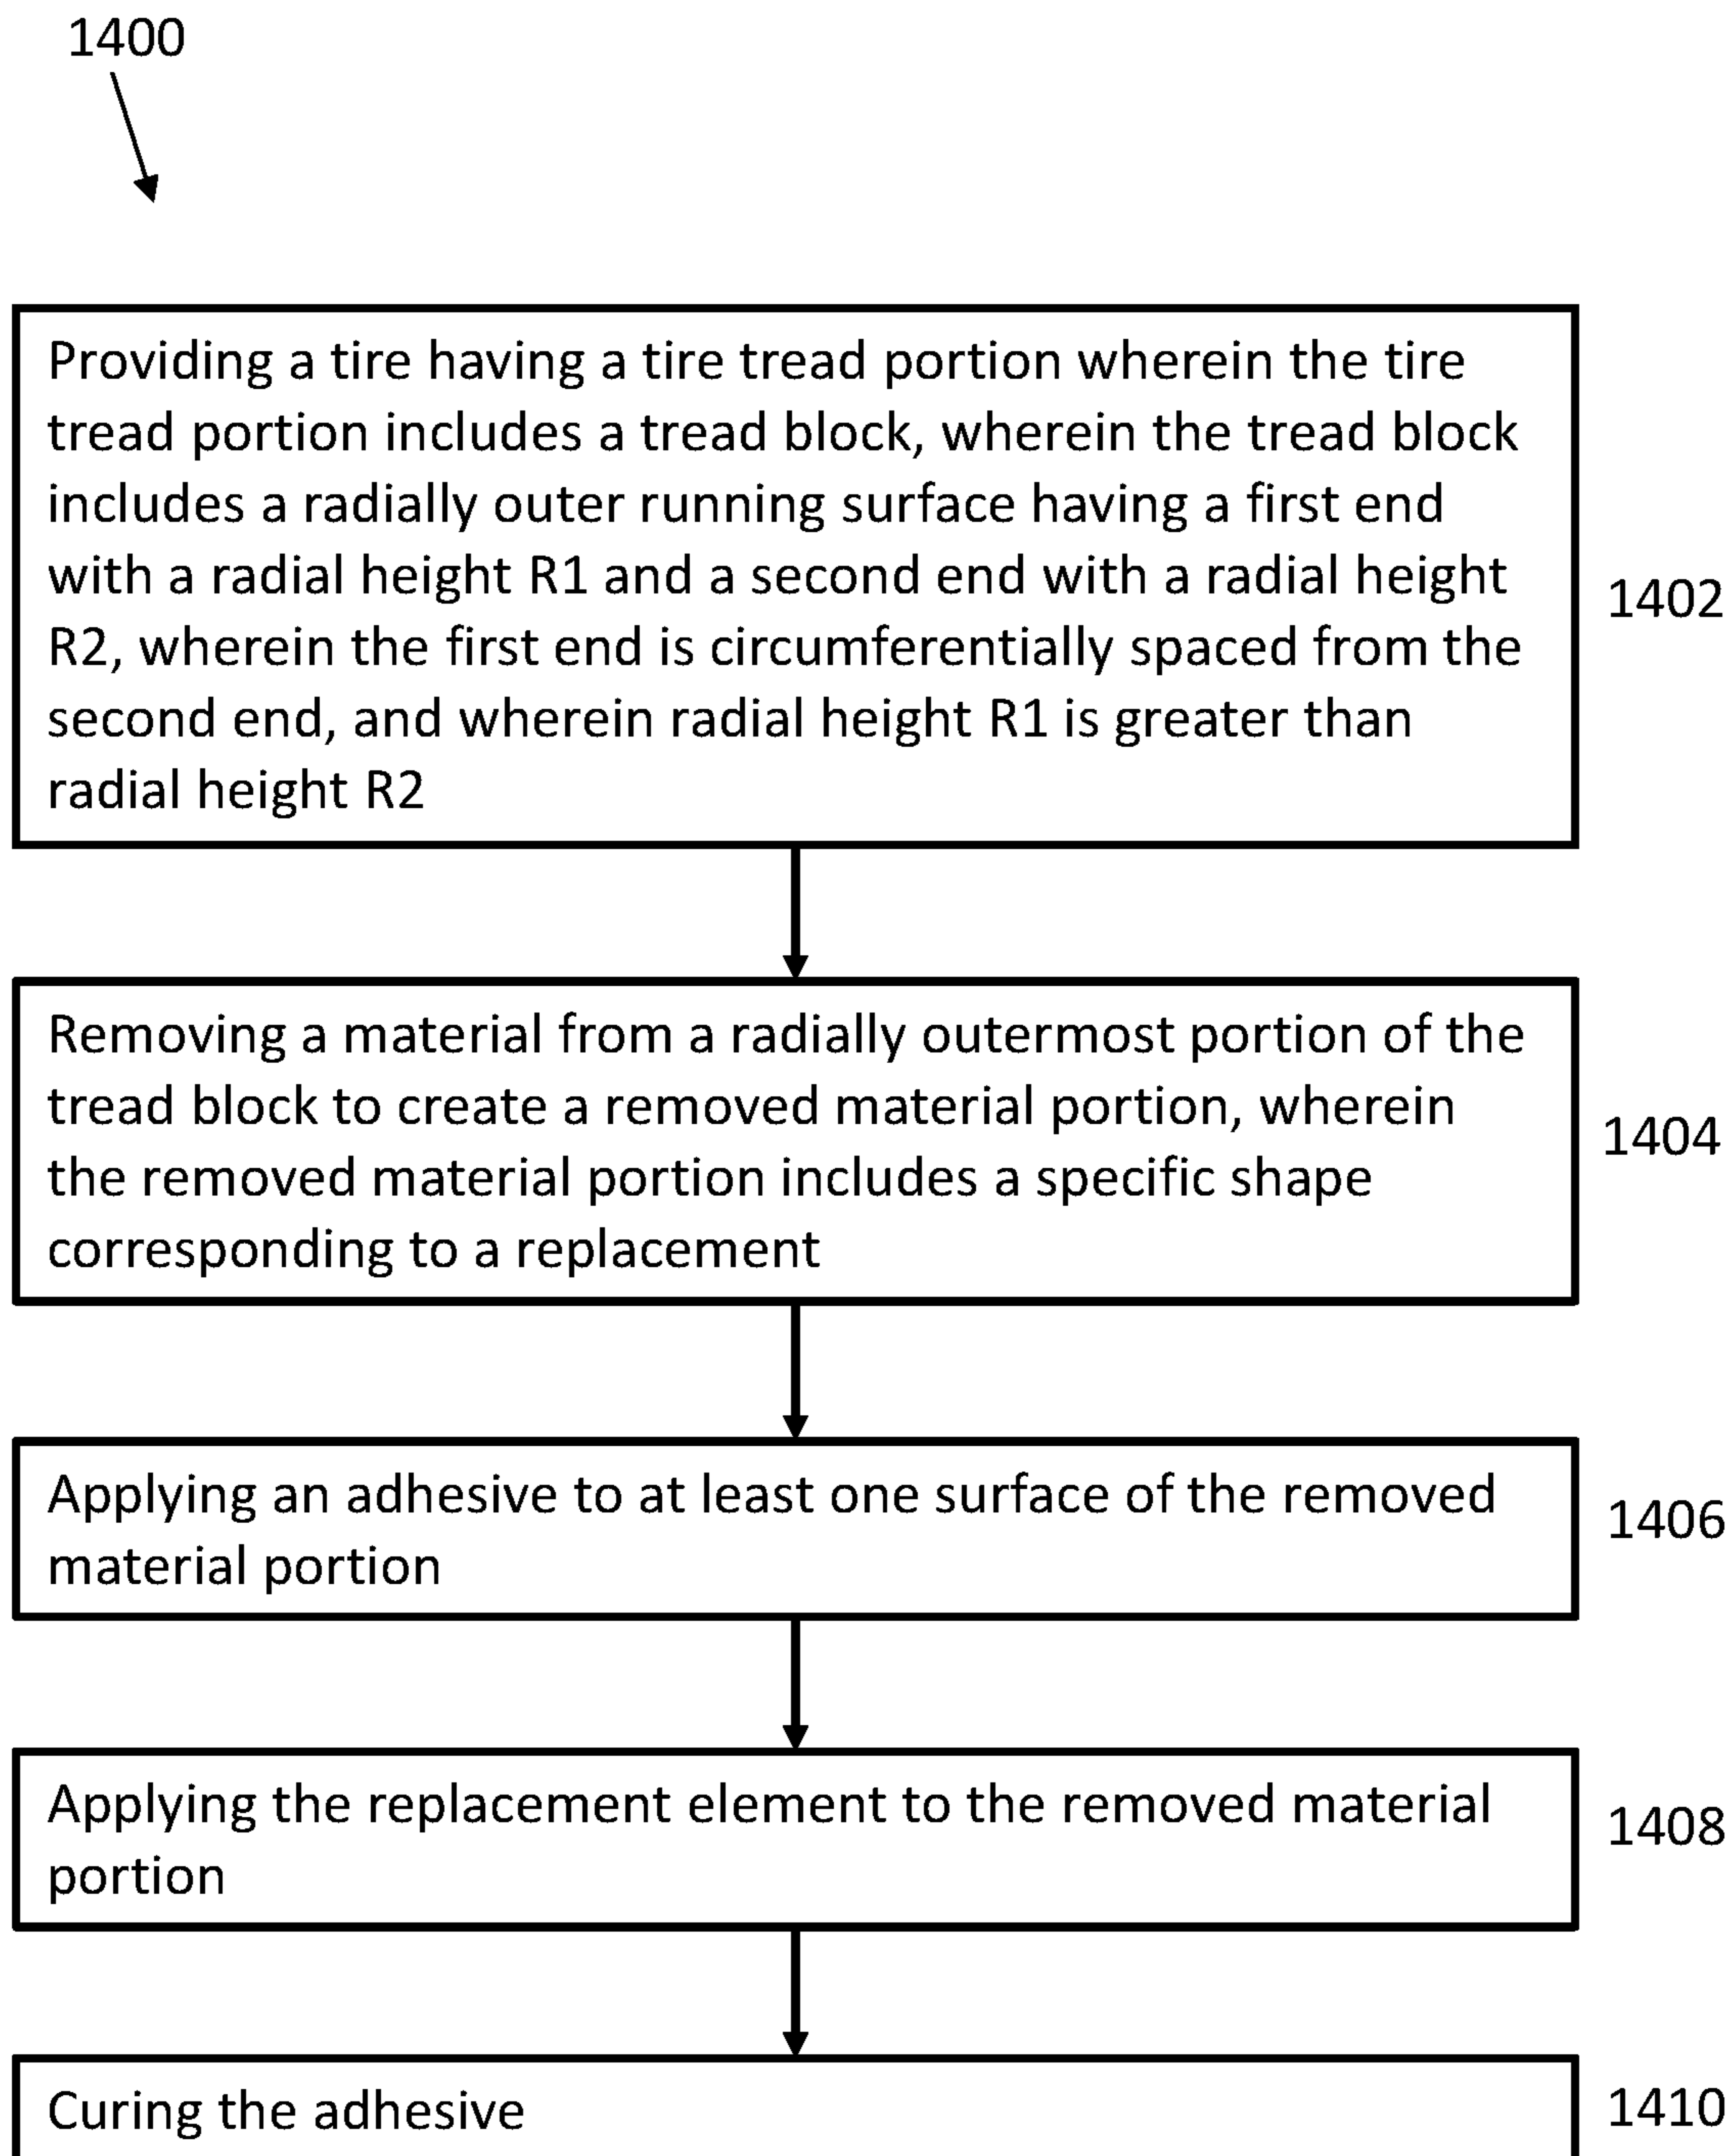 1400
Providing a tire having a tire tread portion wherein the tire
tread portion includes a tread block, wherein the tread block
includes a radially outer running surface having a first end
with a radial height R1 and a second end with a radial height
R2, wherein the first end is circumferentially spaced from the
second end, and wherein radial height R1 is greater than
radial height R2
1402
Removing a material from a radially outermost portion of the
tread block to create a removed material portion, wherein
the removed material portion includes a specific shape
corresponding to a replacement
1404
Applying an adhesive to at least one surface of the removed
material portion
1406
Applying the replacement element to the removed material
portion
1408
Curing the adhesive
1410